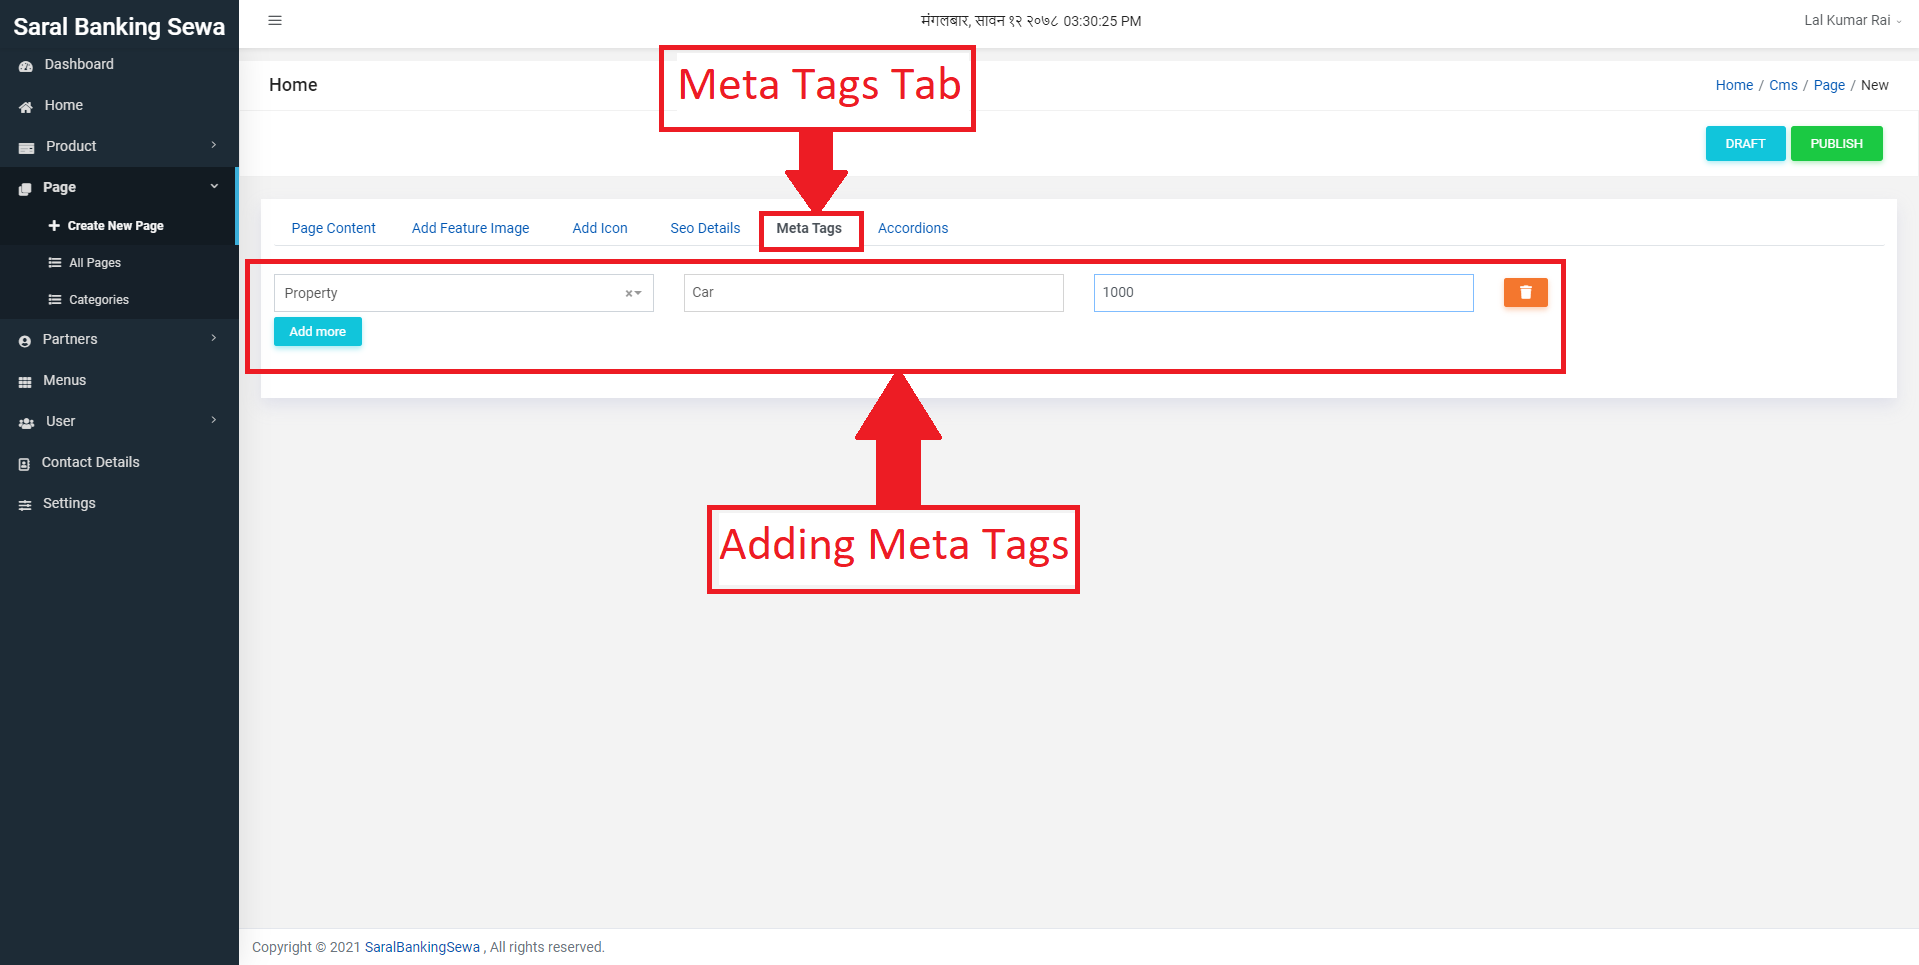 Saral Banking Sewa
मंगलबार, सावन १२ २०७८ 03:30:25 PM
Lal Kumar Rai
Dashboard
Home
Product
Page
Create New Page
All Pages
Categories
Partners
Menus
User
Contact Details
Settings
Meta Tags Tab
Home
Home / Cms / Page / New
DRAFT PUBLISH
Page Content Add Feature Image Add Icon Seo Details Meta Tags Accordions
Property × Car 1000
Add more
Adding Meta Tags
Copyright © 2021 SaralBankingSewa , All rights reserved.